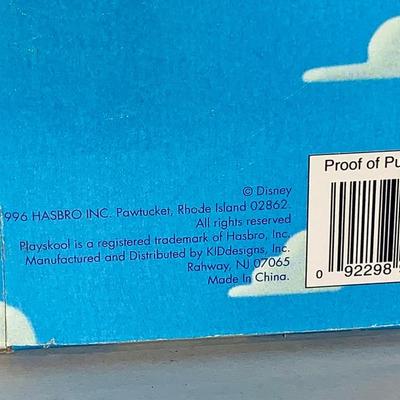 © Disney
996 HASBRO INC. Pawtucket, Rhode Island 02862.
All rights reserved
Playskool is a registered trademark of Hasbro, Inc.
Manufactured and Distributed by KIDdesigns, Inc.
Rahway, NJ 07065
Made In China.
Proof of Pu
0 92298